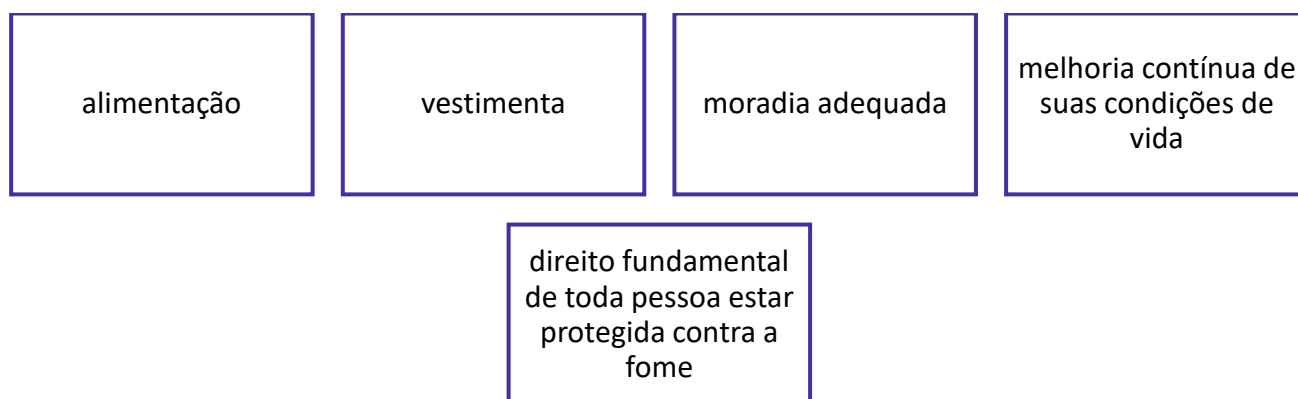 alimentação
vestimenta
moradia adequada
melhoria contínua de
suas condições de
vida
direito fundamental
de toda pessoa estar
protegida contra a
fome